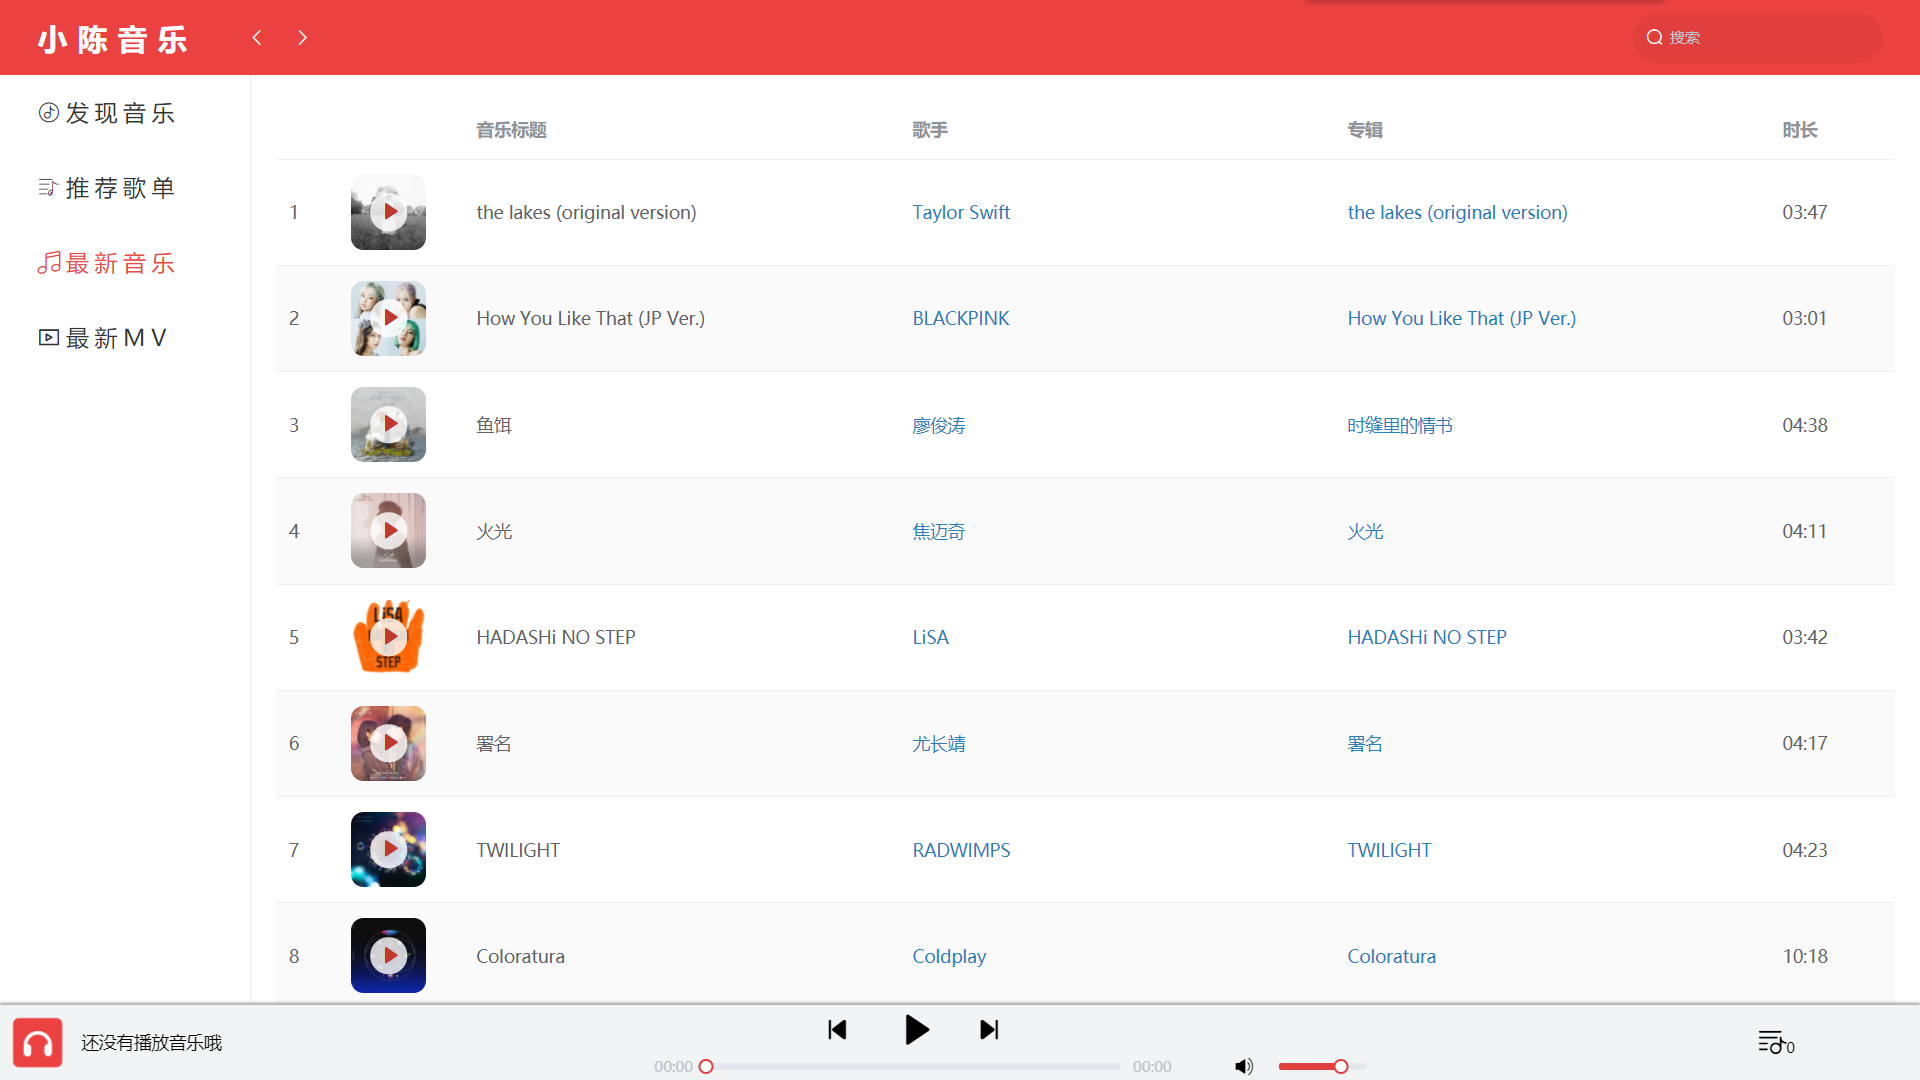 小陈音乐
搜索
发现音乐
推荐歌单
最新音乐
最新MV
音乐标题 歌手 专辑 时长
1 the lakes (original version) Taylor Swift the lakes (original version) 03:47
2 How You Like That (JP Ver.) BLACKPINK How You Like That (JP Ver.) 03:01
3 鱼饵 廖俊涛 时缝里的情书 04:38
4 火光 焦迈奇 火光 04:11
5 HADASHi NO STEP LiSA HADASHi NO STEP 03:42
LiSA
STEP
6 署名 尤长靖 署名 04:17
7 TWILIGHT RADWIMPS TWILIGHT 04:23
8 Coloratura Coldplay Coloratura 10:18
还没有播放音乐哦
00:00 00:00
0